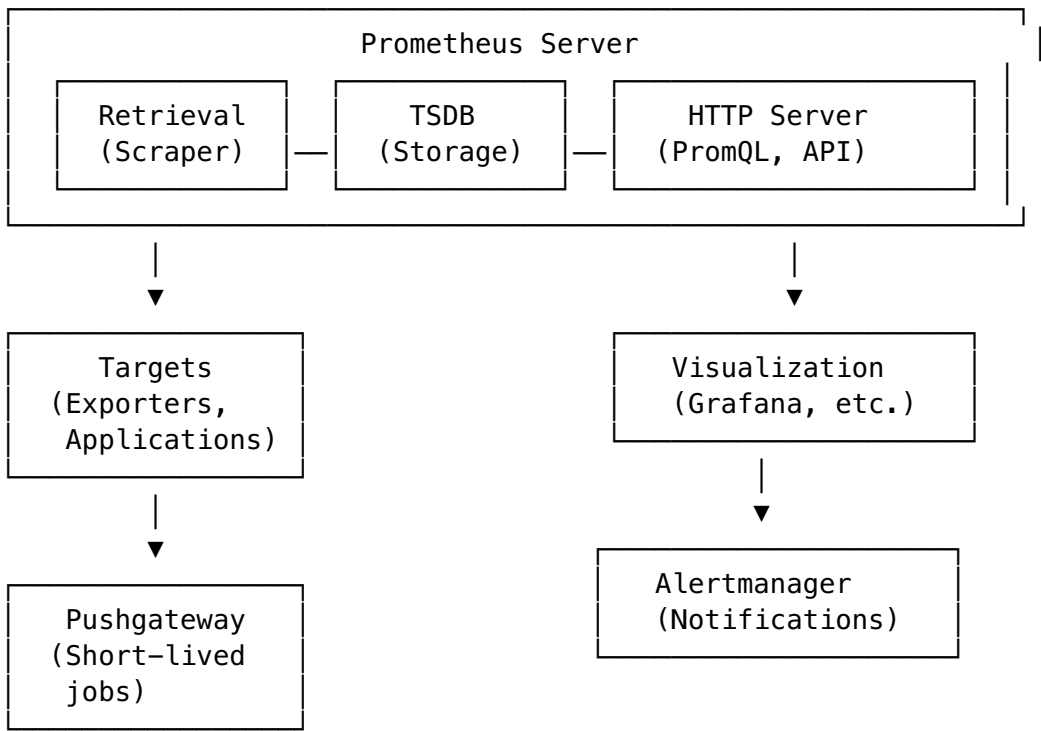 Prometheus Server
Retrieval
(Scraper)
TSDB
(Storage)
HTTP Server
(PromQL, API)
Targets
(Exporters,
Applications)
Visualization
(Grafana, etc.)
Pushgateway
(Short-lived
jobs)
Alertmanager
(Notifications)